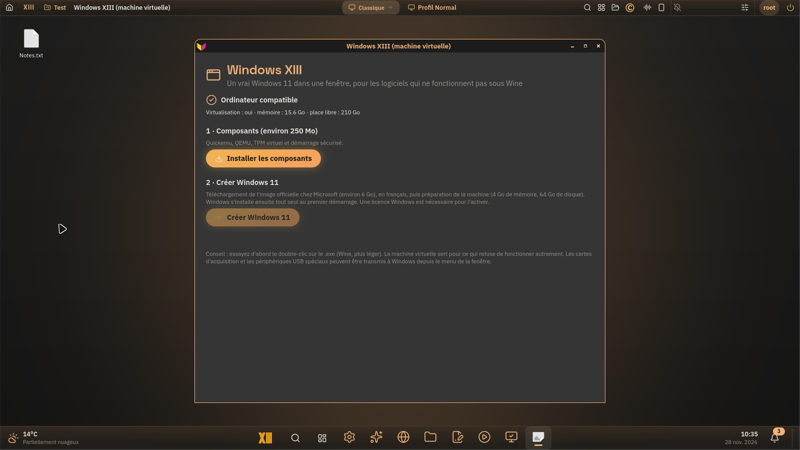 XIII Test Windows XIII (machine virtuelle) Classique Profil Normal root
Notes.txt
Windows XIII (machine virtuelle)
Windows XIII
Un vrai Windows 11 dans une fenêtre, pour les logiciels qui ne fonctionnent pas sous Wine
Ordinateur compatible
Virtualisation : oui · mémoire : 15.6 Go · place libre : 210 Go
1 · Composants (environ 250 Mo)
Quickemu, QEMU, TPM virtuel et démarrage sécurisé.
Installer les composants
2 · Créer Windows 11
Téléchargement de l'image officielle chez Microsoft (environ 6 Go), en français, puis préparation de la machine (4 Go de mémoire, 64 Go de disque).
Windows s'installe ensuite tout seul au premier démarrage. Une licence Windows est nécessaire pour l'activer.
Créer Windows 11
Conseil : essayez d'abord le double-clic sur le .exe (Wine, plus léger). La machine virtuelle sert pour ce qui refuse de fonctionner autrement. Les cartes
d'acquisition et les périphériques USB spéciaux peuvent être transmis à Windows depuis le menu de la fenêtre.
14°C
Partiellement nuageux
XIII
10:35
28 nov. 2026
3